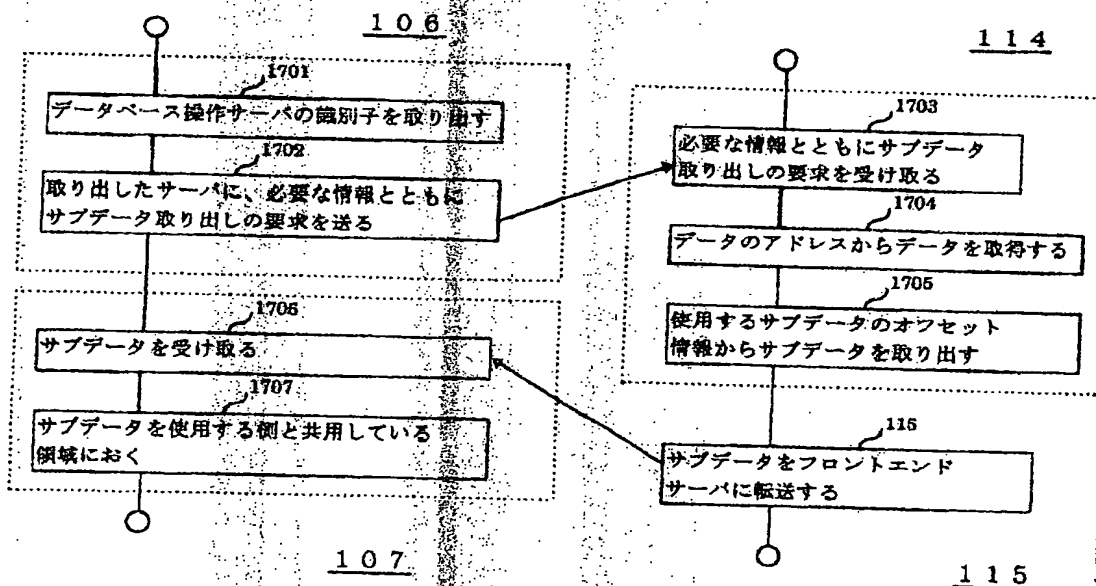 １０６
1701
データベース操作サーバの識別子を取り出す
1702
取り出したサーバに、必要な情報とともに
サブデータ取り出しの要求を送る
1706
サブデータを受け取る
1707
サブデータを使用する側と共用している
領域におく
１０７
１１４
1703
必要な情報とともにサブデータ
取り出しの要求を受け取る
1704
データのアドレスからデータを取得する
1705
使用するサブデータのオフセット
情報からサブデータを取り出す
115
サブデータをフロントエンド
サーバに転送する
１１５